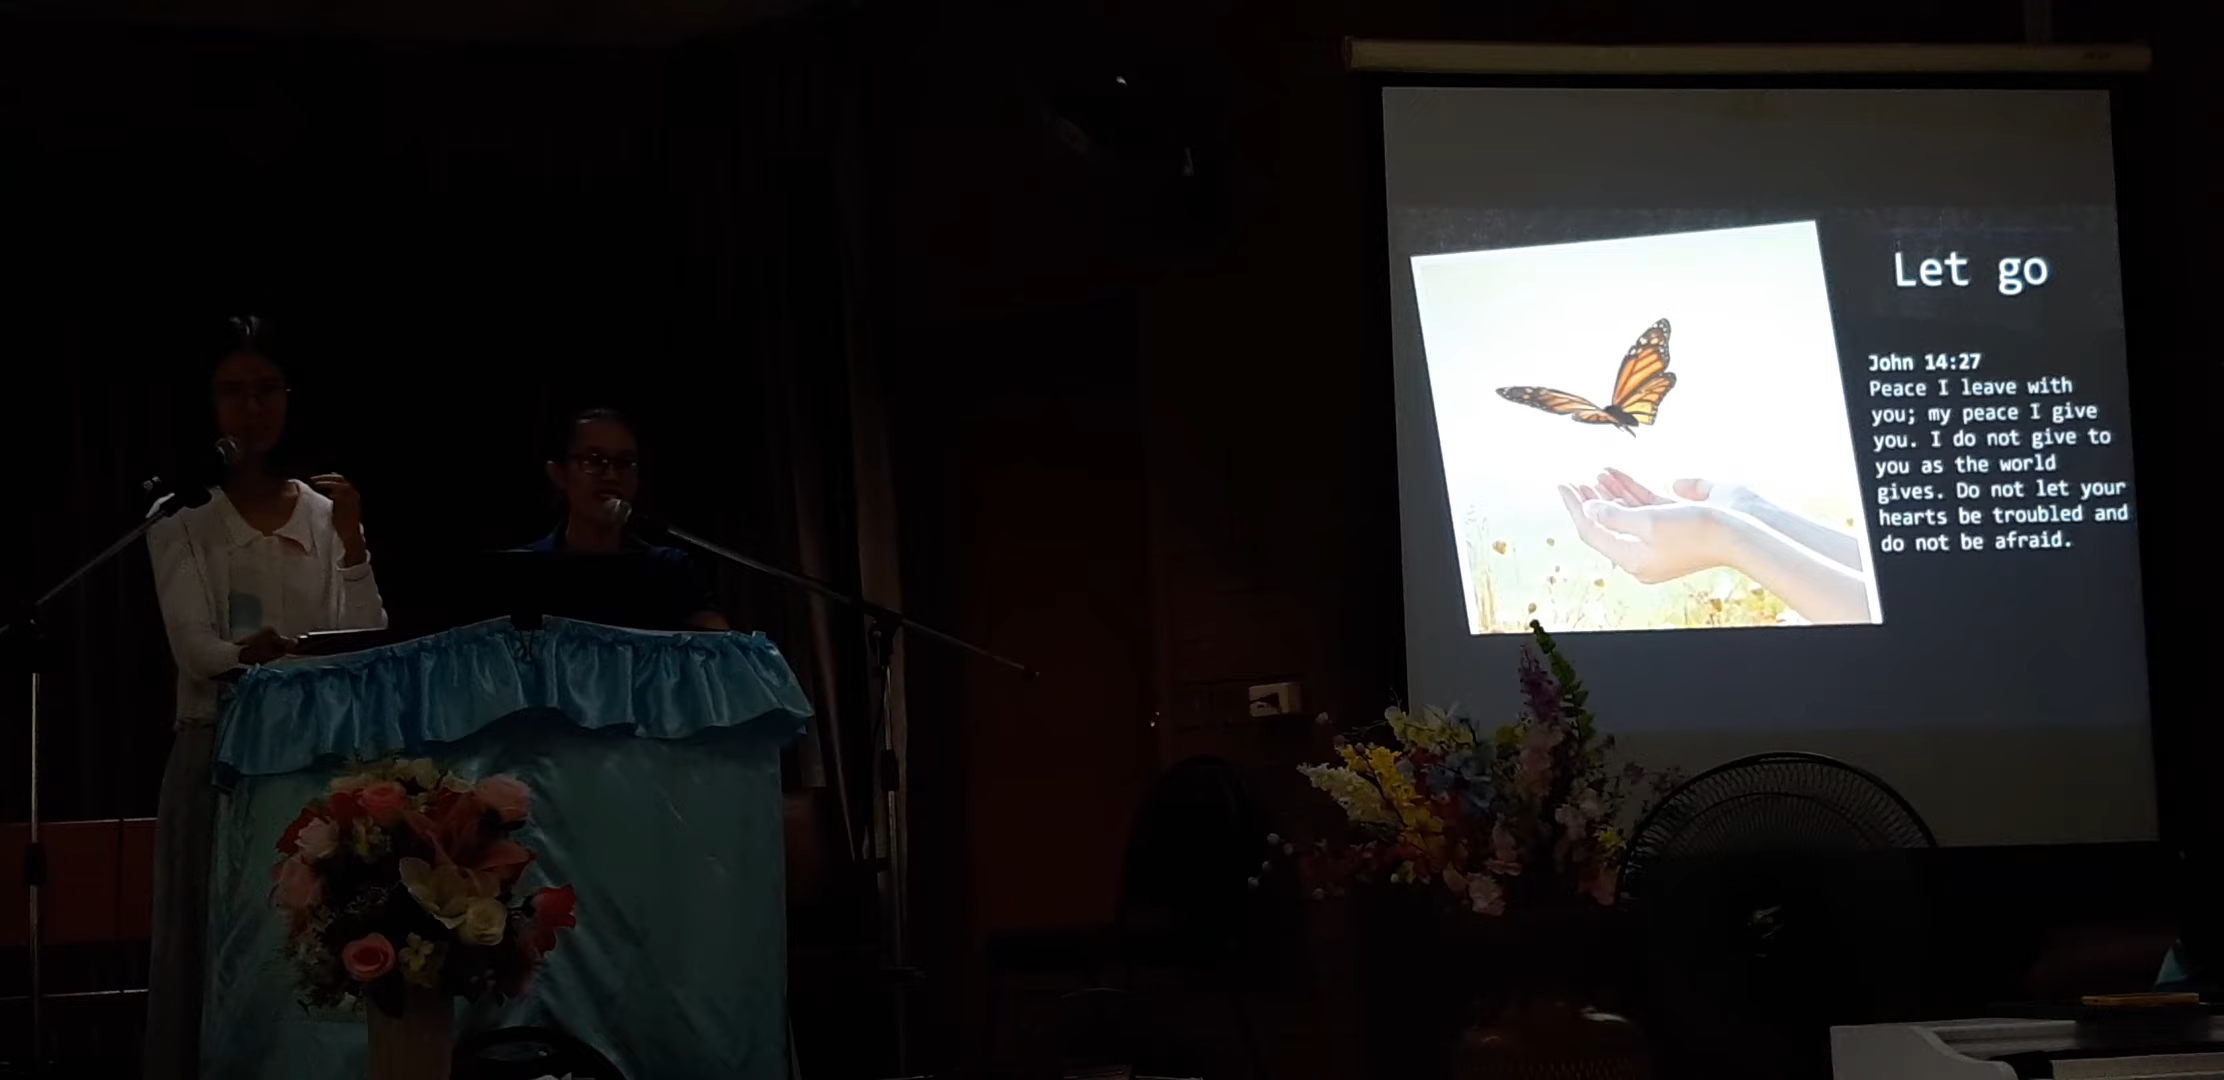 Let go
John 14:27
Peace I leave with
you; my peace I give
you. I do not give to
you as the world
gives. Do not let your
hearts be troubled and
do not be afraid.